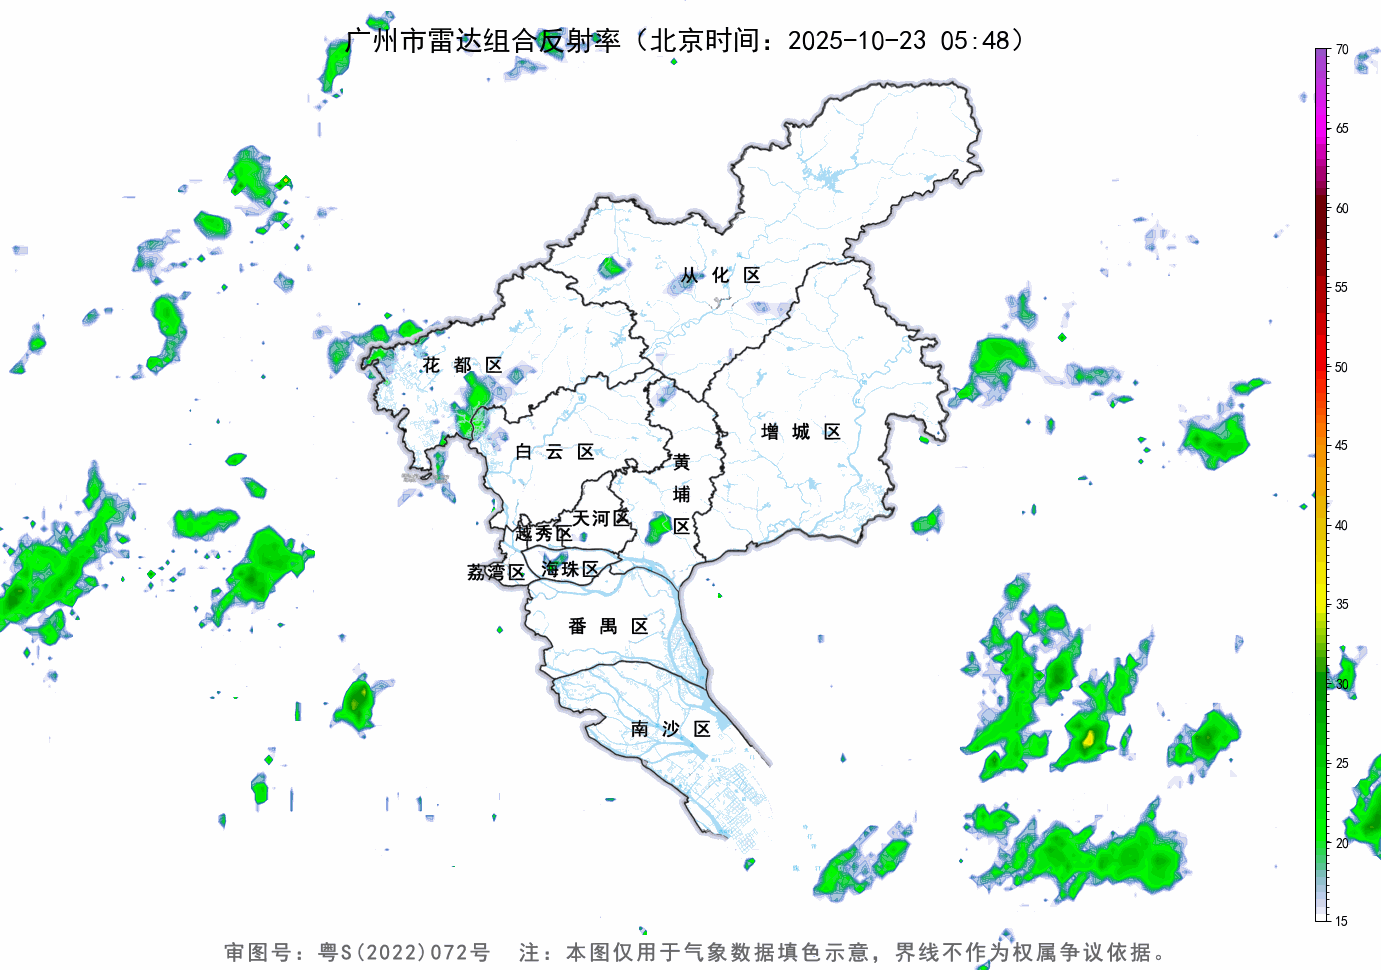 广州市雷达组合反射率（北京时间：2025-10-23 05:48）
70
65
60
55
50
45
40
35
30
25
20
15
从化区
花都区
增城区
白云区
黄埔区
天河区
越秀区
海珠区
荔湾区
番禺区
南沙区
审图号：粤S(2022)072号 注：本图仅用于气象数据填色示意，界线不作为权属争议依据。